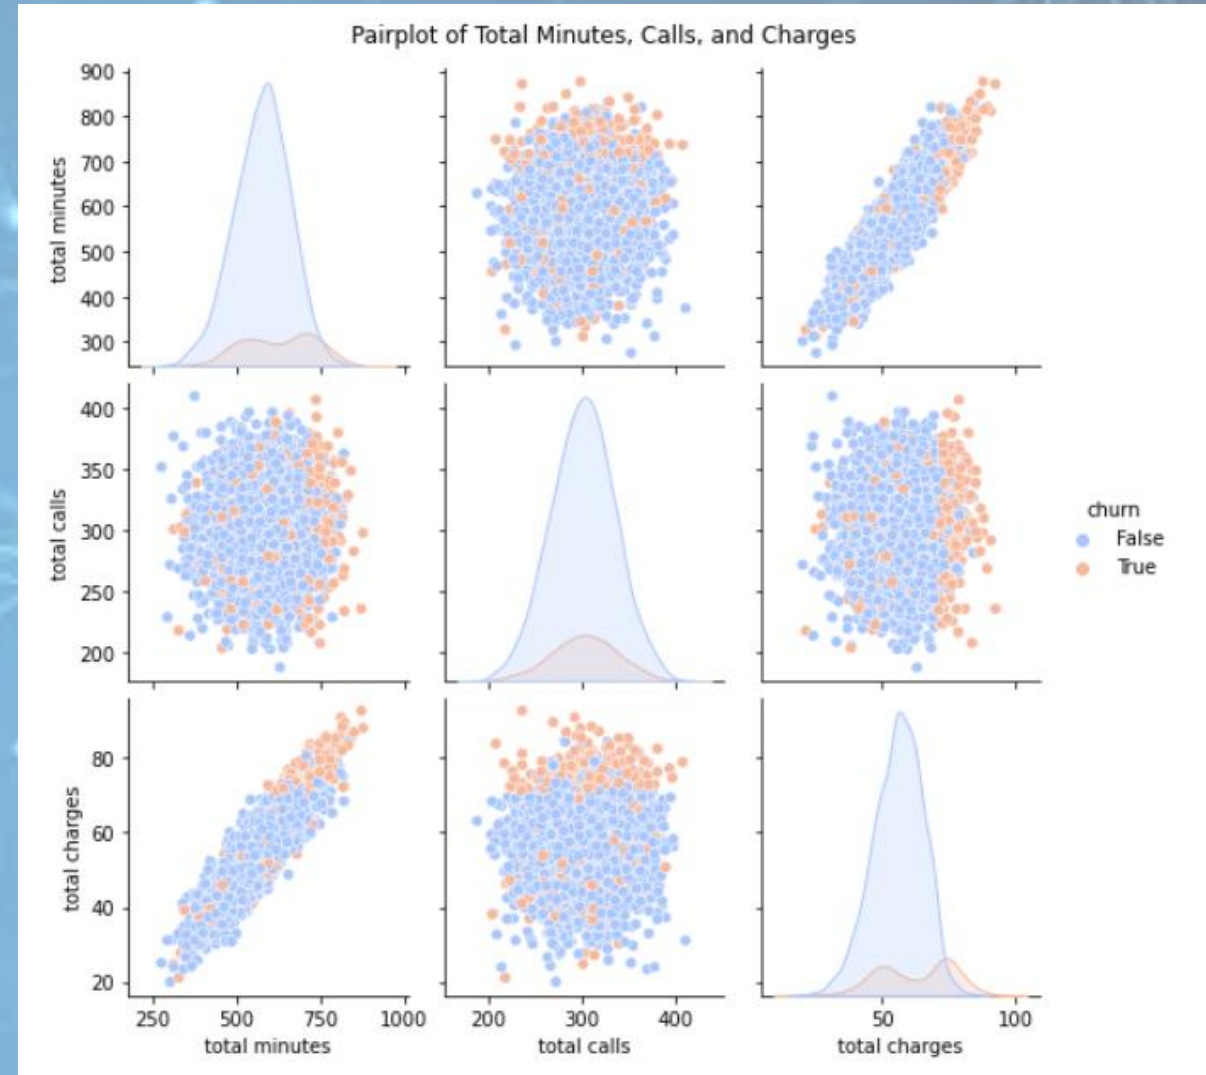 Pairplot of Total Minutes, Calls, and Charges
900
800
700
600
500
400
300
total minutes
400
350
300
250
200
total calls
churn
False
True
80
60
40
20
total charges
250 500 750 1000
total minutes
200 300 400
total calls
50 100
total charges